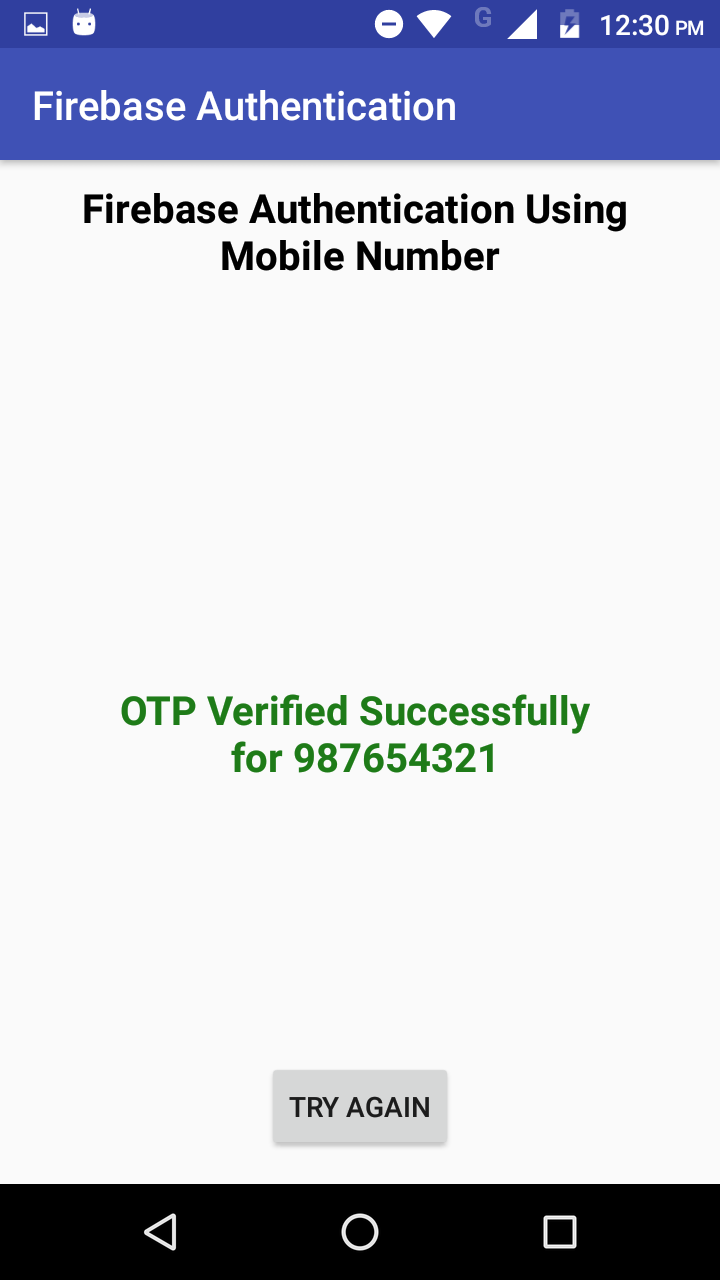 G 12:30 PM
Firebase Authentication
Firebase Authentication Using
Mobile Number
OTP Verified Successfully
for 987654321
TRY AGAIN